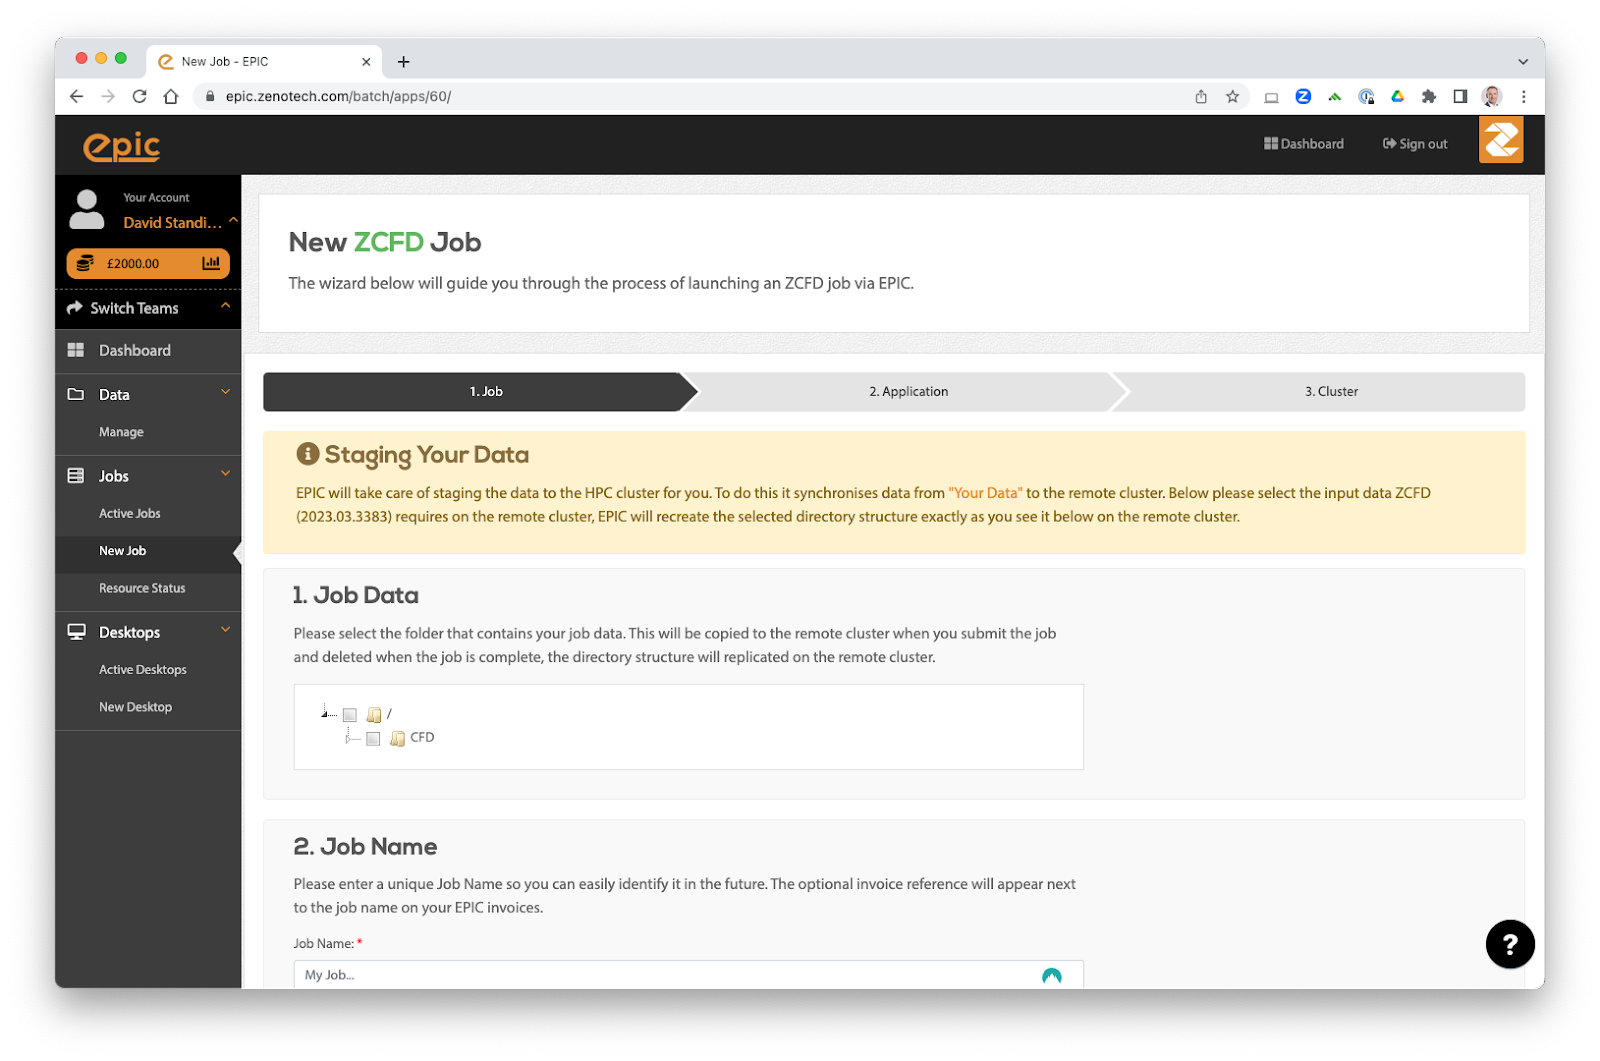 New Job - EPIC
epic.zenotech.com/batch/apps/60/
epic
Dashboard
Sign out
Your Account
David Standi...
£2000.00
Switch Teams
Dashboard
Data
Manage
Jobs
Active Jobs
New Job
Resource Status
Desktops
Active Desktops
New Desktop
New ZCFD Job
The wizard below will guide you through the process of launching an ZCFD job via EPIC.
1. Job
2. Application
3. Cluster
Staging Your Data
EPIC will take care of staging the data to the HPC cluster for you. To do this it synchronises data from "Your Data" to the remote cluster. Below please select the input data ZCFD
(2023.03.3383) requires on the remote cluster, EPIC will recreate the selected directory structure exactly as you see it below on the remote cluster.
1. Job Data
Please select the folder that contains your job data. This will be copied to the remote cluster when you submit the job
and deleted when the job is complete, the directory structure will replicated on the remote cluster.
/
CFD
2. Job Name
Please enter a unique Job Name so you can easily identify it in the future. The optional invoice reference will appear next
to the job name on your EPIC invoices.
Job Name: *
My Job...
?